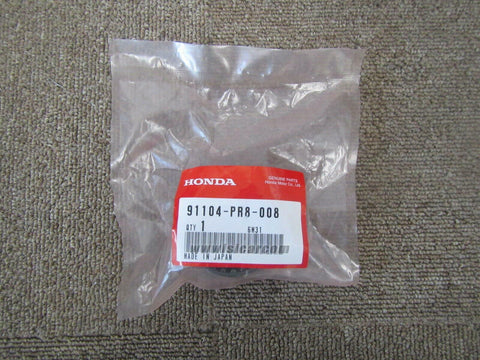 HONDA
GENUINE PARTS
Honda Motor Co., Ltd.
91104-PR8-008
QTY 1 6W31
MADE IN JAPAN